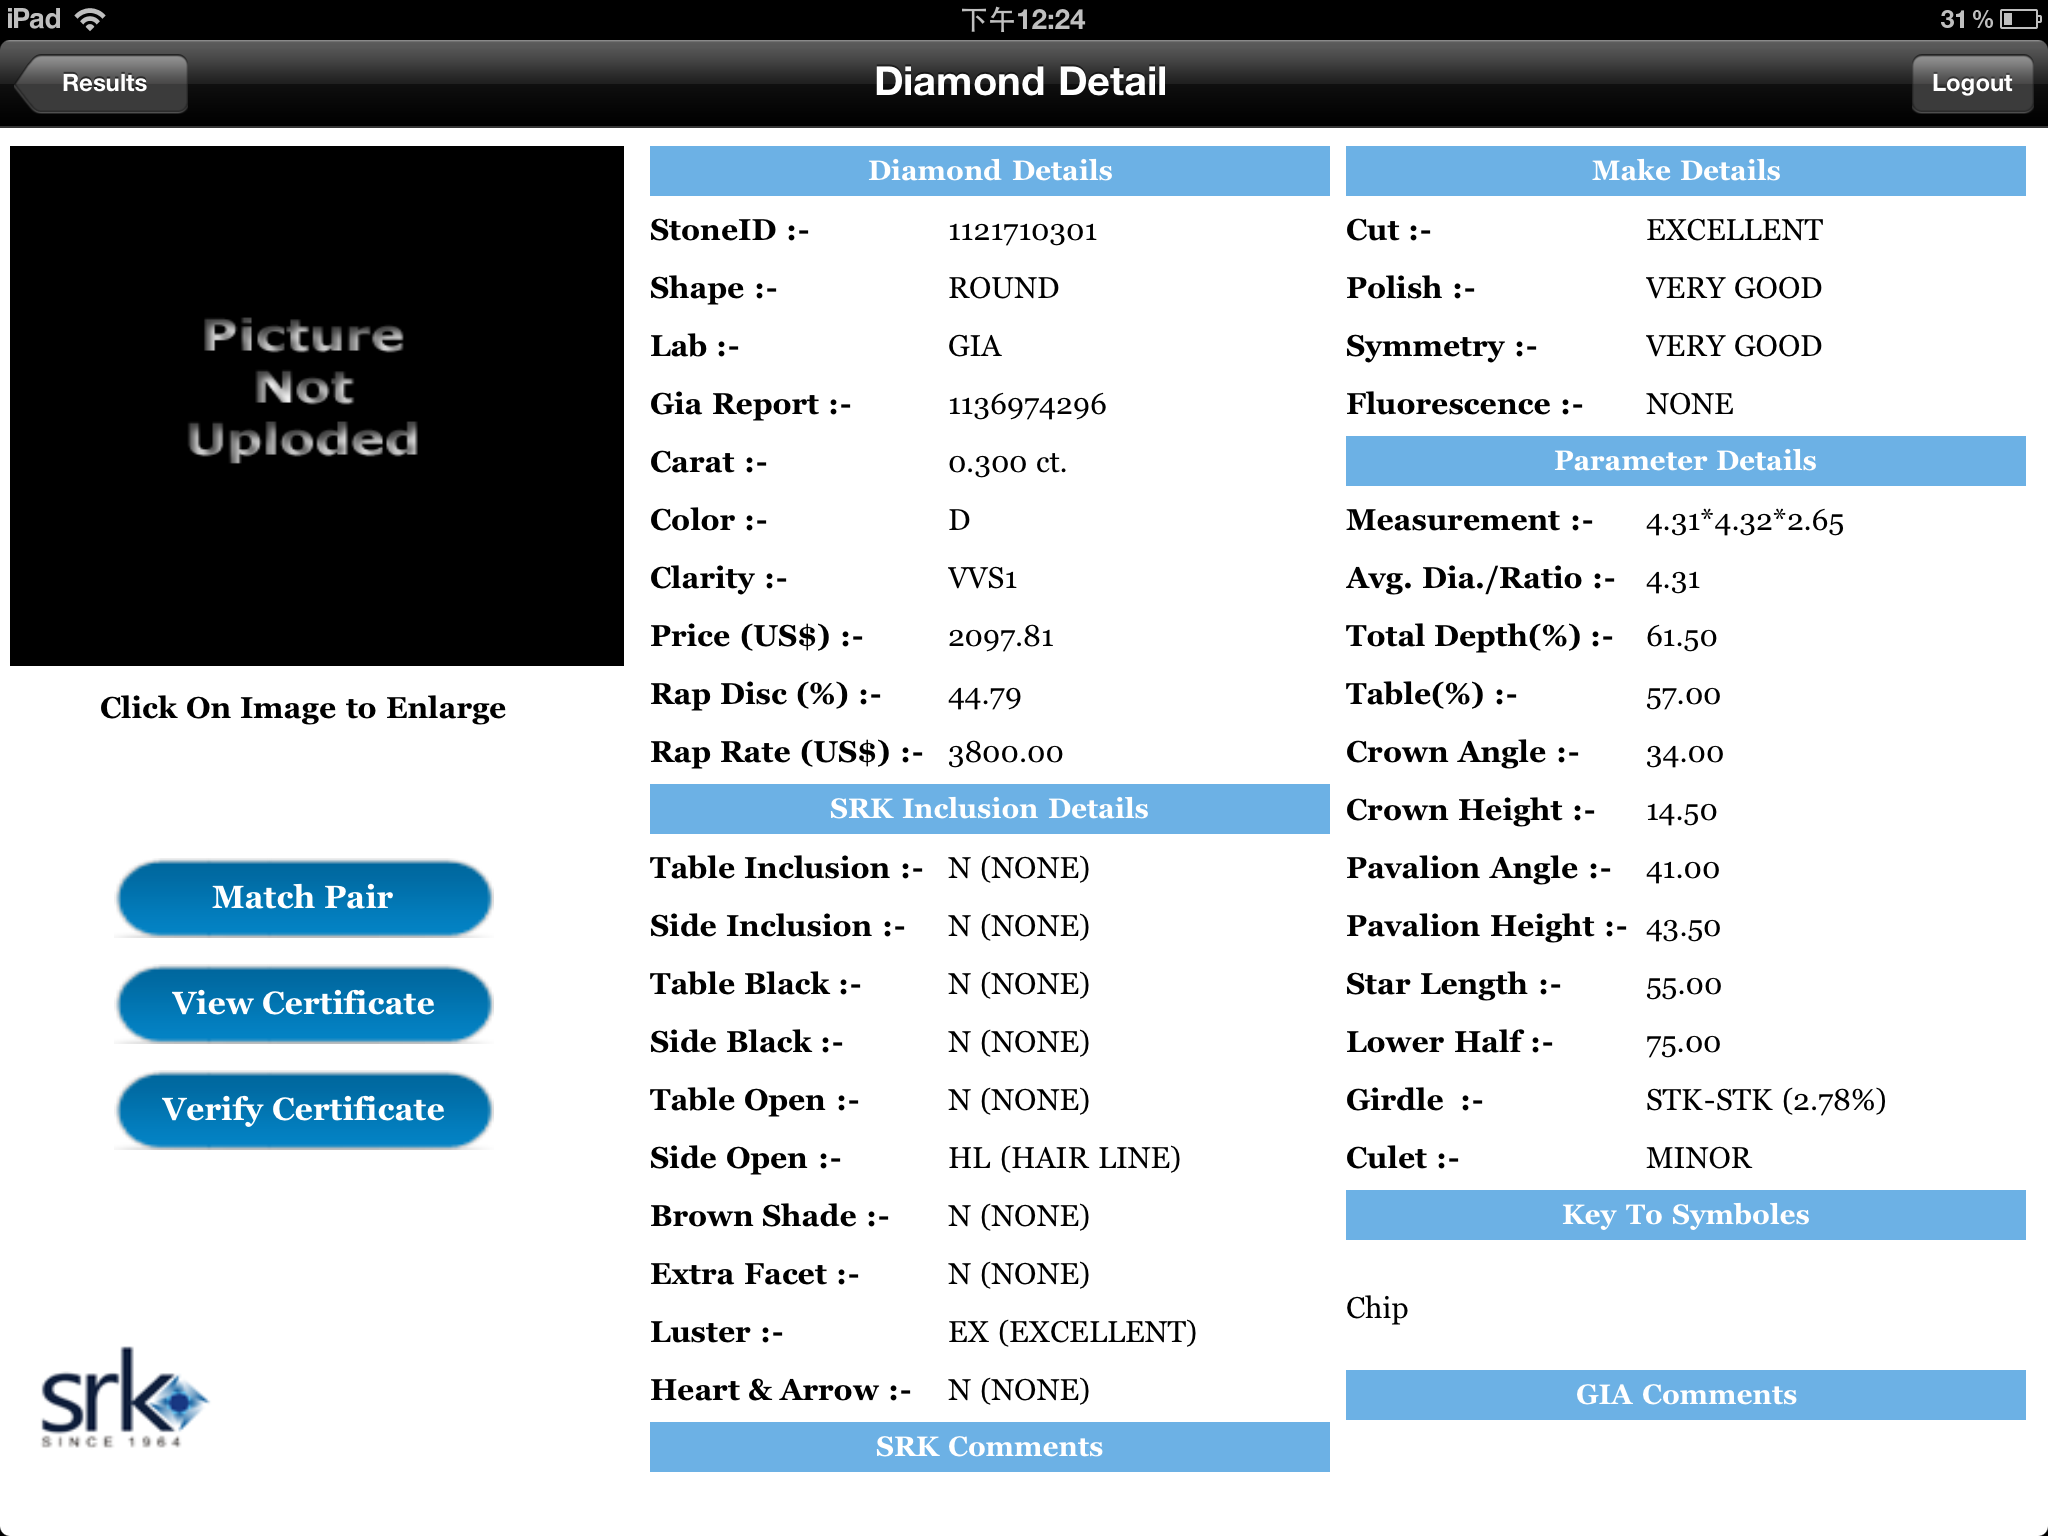 iPad 下午12:24 31 %
Results Diamond Detail Logout
Picture
Not
Uploded
Click On Image to Enlarge
Match Pair
View Certificate
Verify Certificate
srk
SINCE 1964
Diamond Details
StoneID :- 1121710301
Shape :- ROUND
Lab :- GIA
Gia Report :- 1136974296
Carat :- 0.300 ct.
Color :- D
Clarity :- VVS1
Price (US$) :- 2097.81
Rap Disc (%) :- 44.79
Rap Rate (US$) :- 3800.00
SRK Inclusion Details
Table Inclusion :- N (NONE)
Side Inclusion :- N (NONE)
Table Black :- N (NONE)
Side Black :- N (NONE)
Table Open :- N (NONE)
Side Open :- HL (HAIR LINE)
Brown Shade :- N (NONE)
Extra Facet :- N (NONE)
Luster :- EX (EXCELLENT)
Heart & Arrow :- N (NONE)
SRK Comments
Make Details
Cut :- EXCELLENT
Polish :- VERY GOOD
Symmetry :- VERY GOOD
Fluorescence :- NONE
Parameter Details
Measurement :- 4.31*4.32*2.65
Avg. Dia./Ratio :- 4.31
Total Depth(%) :- 61.50
Table(%) :- 57.00
Crown Angle :- 34.00
Crown Height :- 14.50
Pavalion Angle :- 41.00
Pavalion Height :- 43.50
Star Length :- 55.00
Lower Half :- 75.00
Girdle :- STK-STK (2.78%)
Culet :- MINOR
Key To Symboles
Chip
GIA Comments